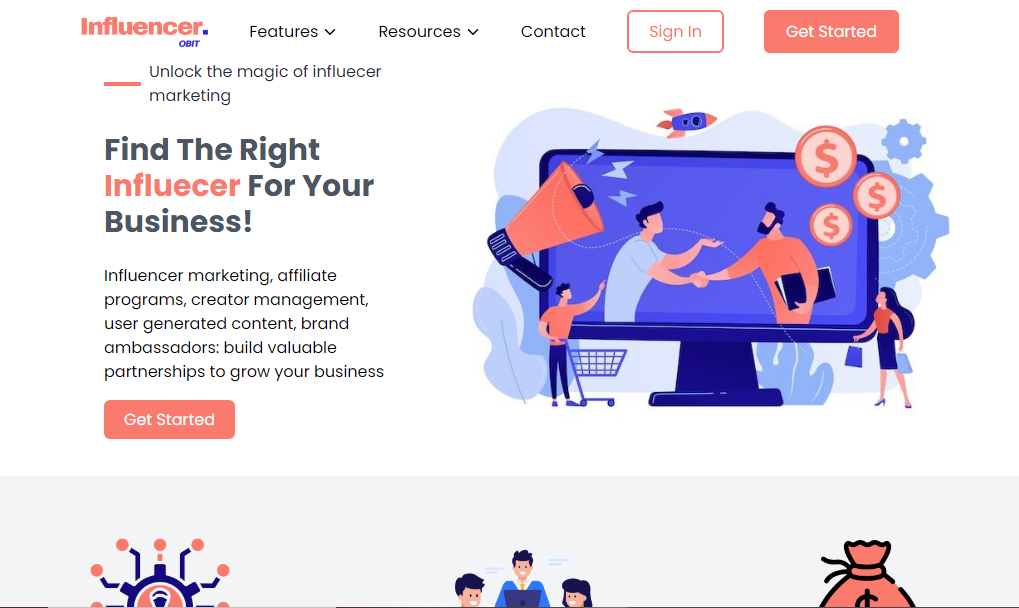 Influencer.
OBIT
Features
Resources
Contact
Sign In
Get Started
Unlock the magic of influecer
marketing
Find The Right
Influecer For Your
Business!
Influencer marketing, affiliate
programs, creator management,
user generated content, brand
ambassadors: build valuable
partnerships to grow your business
Get Started
$
$
$